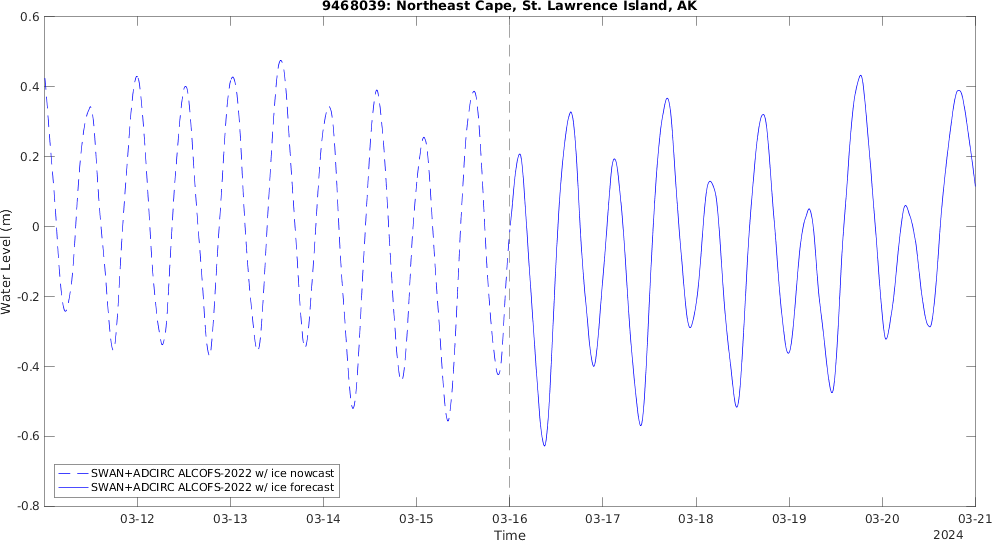 9468039: Northeast Cape, St. Lawrence Island, AK
0.6
0.4
0.2
0
-0.2
-0.4
-0.6
-0.8
Water Level (m)
SWAN+ADCIRC ALCOFS-2022 w/ ice nowcast
SWAN+ADCIRC ALCOFS-2022 w/ ice forecast
03-12 03-13 03-14 03-15 03-16 03-17 03-18 03-19 03-20 03-21
Time
2024